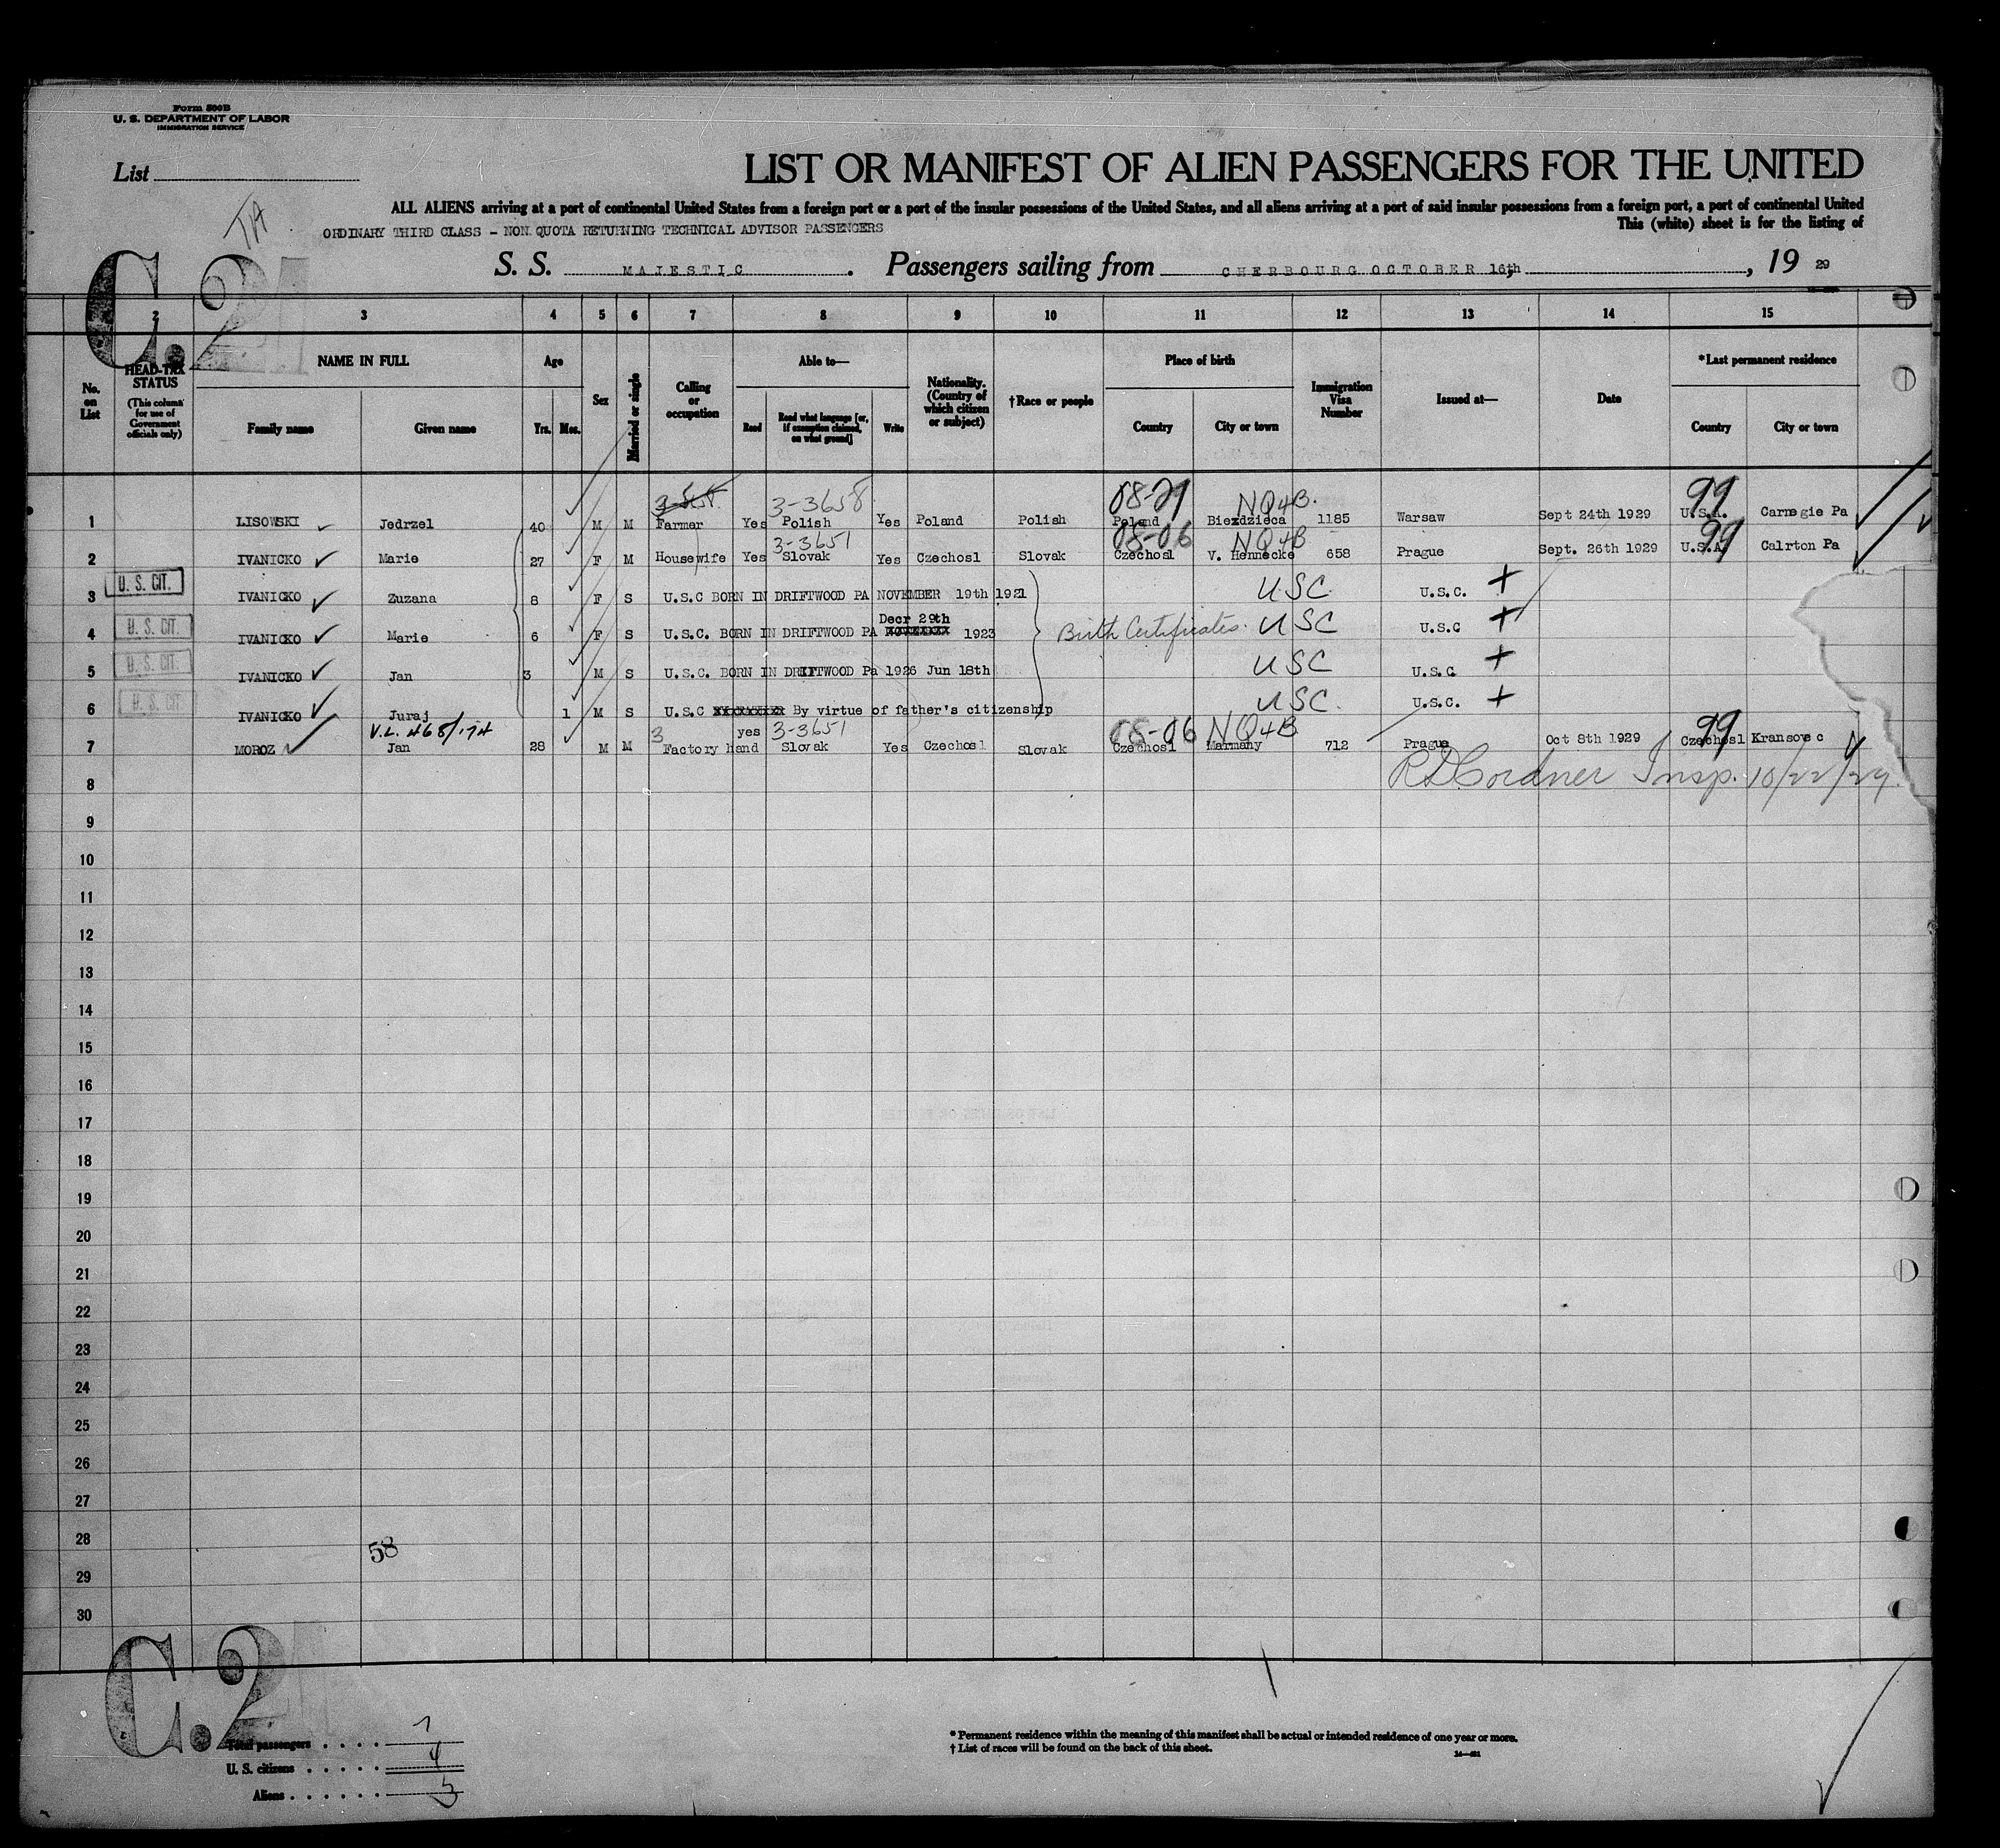 Form 500B
U. S. DEPARTMENT OF LABOR
IMMIGRATION SERVICE
List
LIST OR MANIFEST OF ALIEN PASSENGERS FOR THE UNITED
ALL ALIENS arriving at a port of continental United States from a foreign port or a port of the insular possessions of the United States, and all aliens arriving at a port of said insular possessions from a foreign port, a port of continental United
This (white) sheet is for the listing of
ORDINARY THIRD CLASS - NON QUOTA RETURNING TECHNICAL ADVISOR PASSENGERS
TA
C.2
S. S. MAJESTIC. Passengers sailing from CHERBOURG OCTOBER 16th, 19 29
2 3 4 5 6 7 8 9 10 11 12 13 14 15
No. on List
HEAD-TAX STATUS
(This column for use of Government officials only)
NAME IN FULL
Family name Given name
Age
Yrs. Mos.
Sex
Married or single
Calling or occupation
Able to—
Read
Read what language [or, if exemption claimed, on what ground]
Write
Nationality. (Country of which citizen or subject)
†Race or people
Place of birth
Country City or town
Immigration Visa Number
Issued at—
Date
*Last permanent residence
Country City or town
3-3658 08-29 NQ4B. 99
1 LISOWSKI Jedrzel 40 M M Farmer Yes Polish Yes Poland Polish Poland Biezdzieca 1185 Warsaw Sept 24th 1929 U.S.A. Carnegie Pa
3-3651 08-06 NQ4B 99
2 IVANICKO Marie 27 F M Housewife Yes Slovak Yes Czechosl Slovak Czechosl V. Hennecke 658 Prague Sept. 26th 1929 U.S.A. Calrton Pa
3 U. S. CIT. IVANICKO Zuzana 8 F S U.S.C BORN IN DRIFTWOOD PA NOVEMBER 19th 1921 USC U.S.C. +
Decr 29th
4 U. S. CIT. IVANICKO Marie 6 F S U.S.C. BORN IN DRIFTWOOD PA 1923 Birth Certificates. USC U.S.C +
5 U. S. CIT. IVANICKO Jan 3 M S U.S.C. BORN IN DRIFTWOOD Pa 1926 Jun 18th USC U.S.C +
6 U. S. CIT. IVANICKO Juraj 1 M S U.S.C By virtue of father's citizenship USC. U.S.C. +
V.L. 468/174 3 yes 3-3651 08-06 NQ4B 99
7 MOROZ Jan 28 M M Factory hand Slovak Yes Czechosl Slovak Czechosl Marmany 712 Prague Oct 8th 1929 Czechosl Kransovec
8 Insp. 10/22/29.
9
10
11
12
13
14
15
16
17
18
19
20
21
22
23
24
25
26
27
28
58
29
30
C.2
Total passengers 7
U. S. citizens 4
Aliens 3
* Permanent residence within the meaning of this manifest shall be actual or intended residence of one year or more.
† List of races will be found on the back of this sheet.